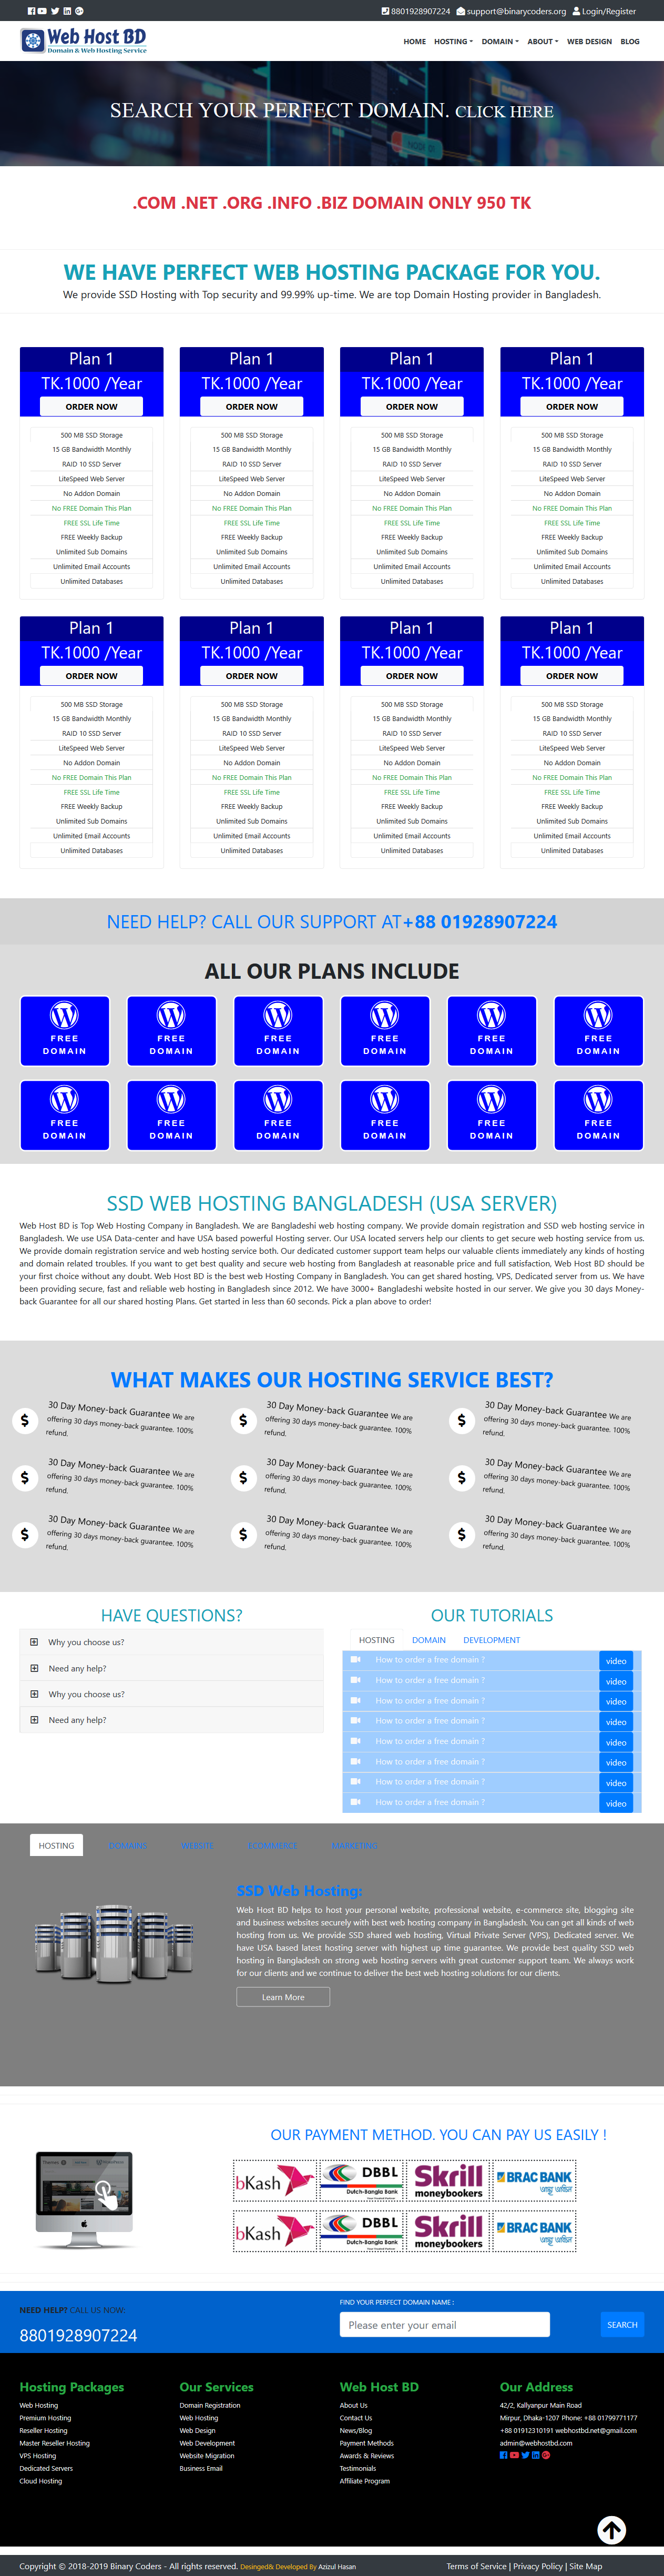 8801928907224 support@binarycoders.org Login/Register
Web Host BD
Domain & Web Hosting Service
HOME HOSTING DOMAIN ABOUT WEB DESIGN BLOG
SEARCH YOUR PERFECT DOMAIN. CLICK HERE
.COM .NET .ORG .INFO .BIZ DOMAIN ONLY 950 TK
WE HAVE PERFECT WEB HOSTING PACKAGE FOR YOU.
We provide SSD Hosting with Top security and 99.99% up-time. We are top Domain Hosting provider in Bangladesh.
Plan 1 Plan 1 Plan 1 Plan 1
TK.1000 /Year TK.1000 /Year TK.1000 /Year TK.1000 /Year
ORDER NOW ORDER NOW ORDER NOW ORDER NOW
500 MB SSD Storage 500 MB SSD Storage 500 MB SSD Storage 500 MB SSD Storage
15 GB Bandwidth Monthly 15 GB Bandwidth Monthly 15 GB Bandwidth Monthly 15 GB Bandwidth Monthly
RAID 10 SSD Server RAID 10 SSD Server RAID 10 SSD Server RAID 10 SSD Server
LiteSpeed Web Server LiteSpeed Web Server LiteSpeed Web Server LiteSpeed Web Server
No Addon Domain No Addon Domain No Addon Domain No Addon Domain
No FREE Domain This Plan No FREE Domain This Plan No FREE Domain This Plan No FREE Domain This Plan
FREE SSL Life Time FREE SSL Life Time FREE SSL Life Time FREE SSL Life Time
FREE Weekly Backup FREE Weekly Backup FREE Weekly Backup FREE Weekly Backup
Unlimited Sub Domains Unlimited Sub Domains Unlimited Sub Domains Unlimited Sub Domains
Unlimited Email Accounts Unlimited Email Accounts Unlimited Email Accounts Unlimited Email Accounts
Unlimited Databases Unlimited Databases Unlimited Databases Unlimited Databases
Plan 1 Plan 1 Plan 1 Plan 1
TK.1000 /Year TK.1000 /Year TK.1000 /Year TK.1000 /Year
ORDER NOW ORDER NOW ORDER NOW ORDER NOW
500 MB SSD Storage 500 MB SSD Storage 500 MB SSD Storage 500 MB SSD Storage
15 GB Bandwidth Monthly 15 GB Bandwidth Monthly 15 GB Bandwidth Monthly 15 GB Bandwidth Monthly
RAID 10 SSD Server RAID 10 SSD Server RAID 10 SSD Server RAID 10 SSD Server
LiteSpeed Web Server LiteSpeed Web Server LiteSpeed Web Server LiteSpeed Web Server
No Addon Domain No Addon Domain No Addon Domain No Addon Domain
No FREE Domain This Plan No FREE Domain This Plan No FREE Domain This Plan No FREE Domain This Plan
FREE SSL Life Time FREE SSL Life Time FREE SSL Life Time FREE SSL Life Time
FREE Weekly Backup FREE Weekly Backup FREE Weekly Backup FREE Weekly Backup
Unlimited Sub Domains Unlimited Sub Domains Unlimited Sub Domains Unlimited Sub Domains
Unlimited Email Accounts Unlimited Email Accounts Unlimited Email Accounts Unlimited Email Accounts
Unlimited Databases Unlimited Databases Unlimited Databases Unlimited Databases
NEED HELP? CALL OUR SUPPORT AT+88 01928907224
ALL OUR PLANS INCLUDE
FREE FREE FREE FREE FREE FREE
DOMAIN DOMAIN DOMAIN DOMAIN DOMAIN DOMAIN
FREE FREE FREE FREE FREE FREE
DOMAIN DOMAIN DOMAIN DOMAIN DOMAIN DOMAIN
SSD WEB HOSTING BANGLADESH (USA SERVER)
Web Host BD is Top Web Hosting Company in Bangladesh. We are Bangladeshi web hosting company. We provide domain registration and SSD web hosting service in
Bangladesh. We use USA Data-center and have USA based powerful Hosting server. Our USA located servers help our clients to get secure web hosting service from us.
We provide domain registration service and web hosting service both. Our dedicated customer support team helps our valuable clients immediately any kinds of hosting
and domain related troubles. If you want to get best quality and secure web hosting from Bangladesh at reasonable price and full satisfaction, Web Host BD should be
your first choice without any doubt. Web Host BD is the best web Hosting Company in Bangladesh. You can get shared hosting, VPS, Dedicated server from us. We have
been providing secure, fast and reliable web hosting in Bangladesh since 2012. We have 3000+ Bangladeshi website hosted in our server. We give you 30 days Money-
back Guarantee for all our shared hosting Plans. Get started in less than 60 seconds. Pick a plan above to order!
WHAT MAKES OUR HOSTING SERVICE BEST?
30 Day Money-back Guarantee We are 30 Day Money-back Guarantee We are 30 Day Money-back Guarantee We are
offering 30 days money-back guarantee. 100% offering 30 days money-back guarantee. 100% offering 30 days money-back guarantee. 100%
refund. refund. refund.
30 Day Money-back Guarantee We are 30 Day Money-back Guarantee We are 30 Day Money-back Guarantee We are
offering 30 days money-back guarantee. 100% offering 30 days money-back guarantee. 100% offering 30 days money-back guarantee. 100%
refund. refund. refund.
30 Day Money-back Guarantee We are 30 Day Money-back Guarantee We are 30 Day Money-back Guarantee We are
offering 30 days money-back guarantee. 100% offering 30 days money-back guarantee. 100% offering 30 days money-back guarantee. 100%
refund. refund. refund.
HAVE QUESTIONS?
Why you choose us?
Need any help?
Why you choose us?
Need any help?
OUR TUTORIALS
HOSTING DOMAIN DEVELOPMENT
How to order a free domain ? video
How to order a free domain ? video
How to order a free domain ? video
How to order a free domain ? video
How to order a free domain ? video
How to order a free domain ? video
How to order a free domain ? video
How to order a free domain ? video
HOSTING DOMAINS WEBSITE ECOMMERCE MARKETING
SSD Web Hosting:
Web Host BD helps to host your personal website, professional website, e-commerce site, blogging site
and business websites securely with best web hosting company in Bangladesh. You can get all kinds of web
hosting from us. We provide SSD shared web hosting, Virtual Private Server (VPS), Dedicated server. We
have USA based latest hosting server with highest up time guarantee. We provide best quality SSD web
hosting in Bangladesh on strong web hosting servers with great customer support team. We always work
for our clients and we continue to deliver the best web hosting solutions for our clients.
Learn More
OUR PAYMENT METHOD. YOU CAN PAY US EASILY !
bKash DBBL Dutch-Bangla Bank Skrill moneybookers BRAC BANK
bKash DBBL Dutch-Bangla Bank Skrill moneybookers BRAC BANK
NEED HELP? CALL US NOW!
8801928907224
FIND YOUR PERFECT DOMAIN NAME :
Please enter your email SEARCH
Hosting Packages
Web Hosting
Premium Hosting
Reseller Hosting
Master Reseller Hosting
VPS Hosting
Dedicated Servers
Cloud Hosting
Our Services
Domain Registration
Web Hosting
Web Design
Web Development
Website Migration
Business Email
Web Host BD
About Us
Contact Us
News/Blog
Payment Methods
Awards & Reviews
Testimonials
Affiliate Program
Our Address
42/2, Kallyanpur Main Road
Mirpur, Dhaka-1207 Phone: +88 01799771177
+88 01912310191 webhostbd.net@gmail.com
admin@webhostbd.com
Copyright © 2018-2019 Binary Coders - All rights reserved. Desinged& Developed By Azizul Hasan
Terms of Service | Privacy Policy | Site Map